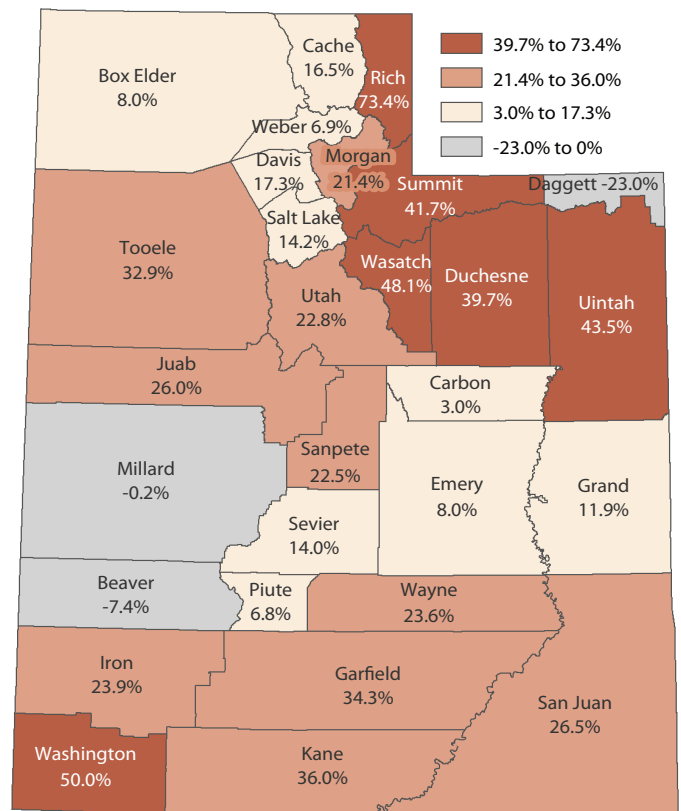 39.7% to 73.4%
21.4% to 36.0%
3.0% to 17.3%
-23.0% to 0%
Cache
16.5%
Box Elder
8.0%
Rich
73.4%
Weber 6.9%
Morgan
21.4%
Davis
17.3%
Summit
41.7%
Daggett -23.0%
Salt Lake
14.2%
Tooele
32.9%
Wasatch
48.1%
Duchesne
39.7%
Uintah
43.5%
Utah
22.8%
Juab
26.0%
Carbon
3.0%
Sanpete
22.5%
Millard
-0.2%
Emery
8.0%
Grand
11.9%
Sevier
14.0%
Beaver
-7.4%
Piute
6.8%
Wayne
23.6%
Iron
23.9%
Garfield
34.3%
San Juan
26.5%
Washington
50.0%
Kane
36.0%